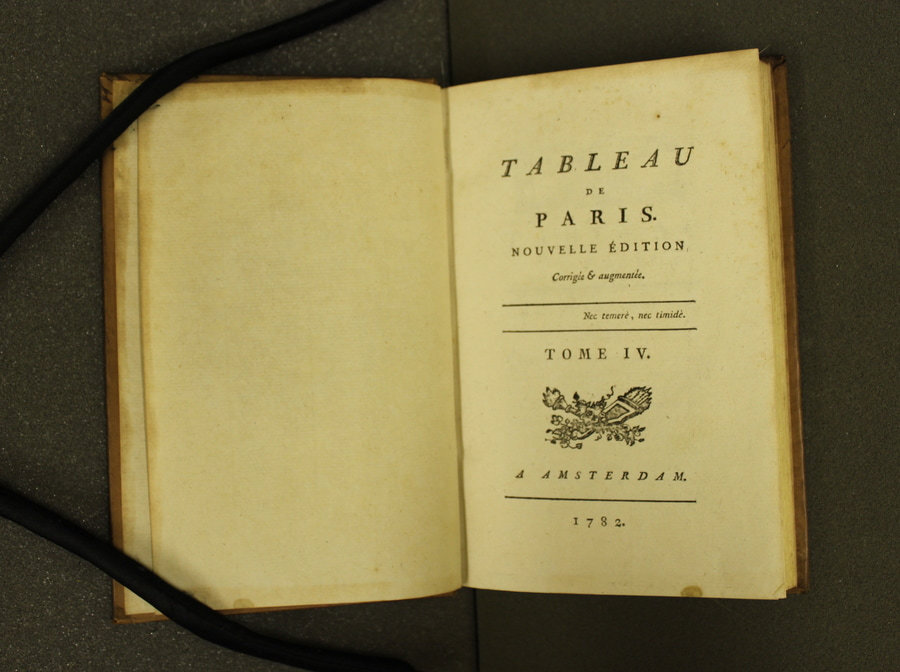 TABLEAU
DE
PARIS.
NOUVELLE ÉDITION
Corrigée & augmentée.
Nec temerè, nec timidè.
TOME IV.
A AMSTERDAM.
1782.